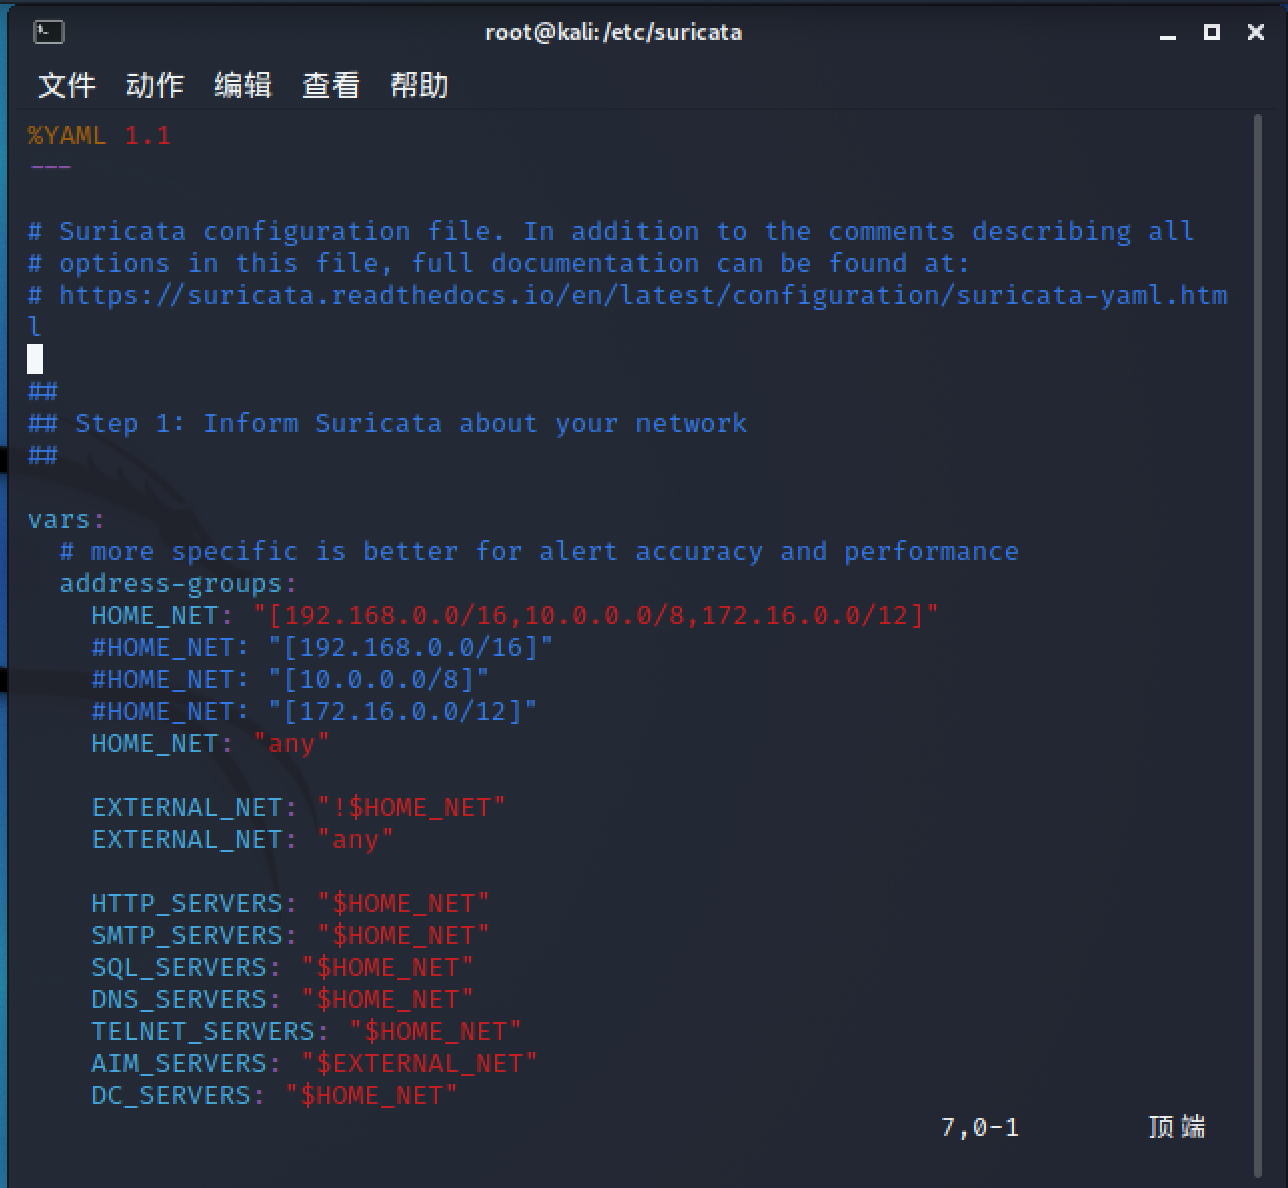 root@kali:/etc/suricata
文件 动作 编辑 查看 帮助
%YAML 1.1
---
# Suricata configuration file. In addition to the comments describing all
# options in this file, full documentation can be found at:
# https://suricata.readthedocs.io/en/latest/configuration/suricata-yaml.htm
l
##
## Step 1: Inform Suricata about your network
##
vars:
  # more specific is better for alert accuracy and performance
  address-groups:
    HOME_NET: "[192.168.0.0/16,10.0.0.0/8,172.16.0.0/12]"
    #HOME_NET: "[192.168.0.0/16]"
    #HOME_NET: "[10.0.0.0/8]"
    #HOME_NET: "[172.16.0.0/12]"
    HOME_NET: "any"
    EXTERNAL_NET: "!$HOME_NET"
    EXTERNAL_NET: "any"
    HTTP_SERVERS: "$HOME_NET"
    SMTP_SERVERS: "$HOME_NET"
    SQL_SERVERS: "$HOME_NET"
    DNS_SERVERS: "$HOME_NET"
    TELNET_SERVERS: "$HOME_NET"
    AIM_SERVERS: "$EXTERNAL_NET"
    DC_SERVERS: "$HOME_NET"
7,0-1 顶端